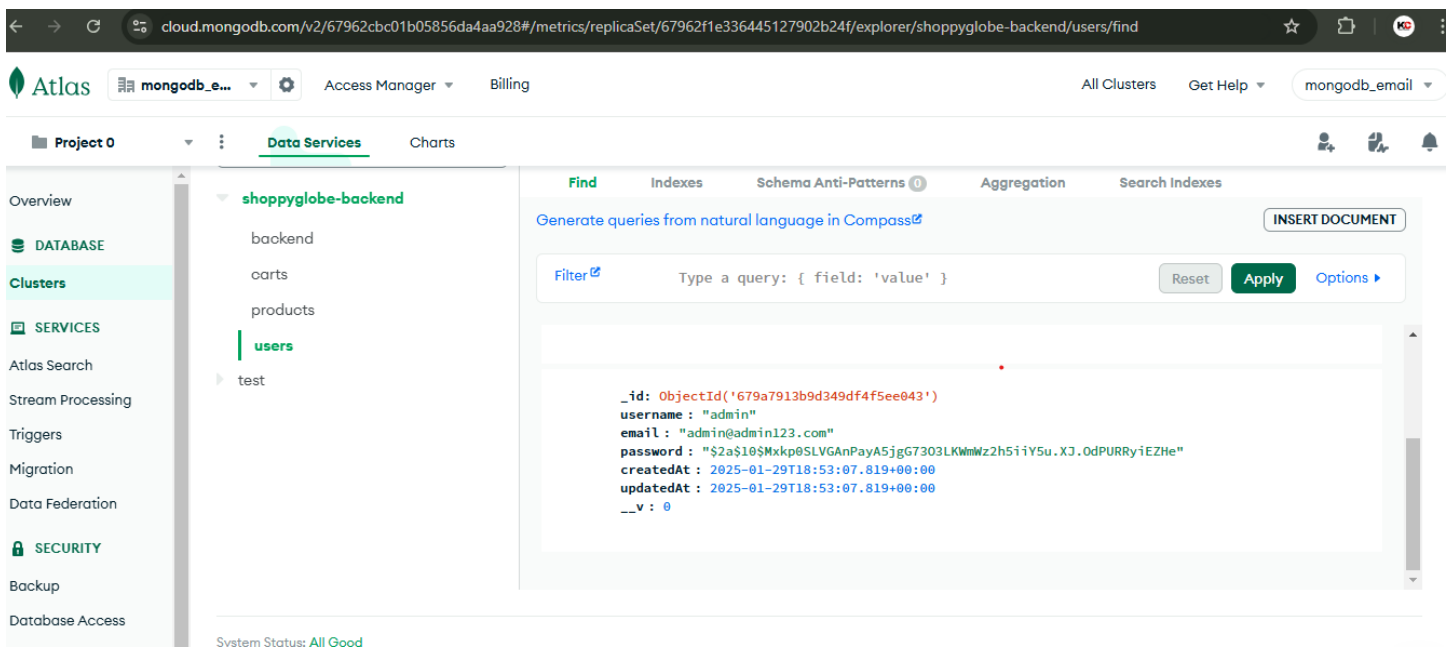 cloud.mongodb.com/v2/67962cbc01b05856da4aa928#/metrics/replicaSet/67962f1e336445127902b24f/explorer/shoppyglobe-backend/users/find
KC
Atlas mongodb_e... Access Manager Billing All Clusters Get Help mongodb_email
Project 0 Data Services Charts
Overview
DATABASE
Clusters
SERVICES
Atlas Search
Stream Processing
Triggers
Migration
Data Federation
SECURITY
Backup
Database Access
shoppyglobe-backend
backend
carts
products
users
test
Find Indexes Schema Anti-Patterns 0 Aggregation Search Indexes
Generate queries from natural language in Compass
INSERT DOCUMENT
Filter Type a query: { field: 'value' } Reset Apply Options
_id: ObjectId('679a7913b9d349df4f5ee043')
username : "admin"
email : "admin@admin123.com"
password : "$2a$10$Mxkp0SLVGAnPayA5jgG73O3LKWmWz2h5iiY5u.XJ.OdPURRyiEZHe"
createdAt : 2025-01-29T18:53:07.819+00:00
updatedAt : 2025-01-29T18:53:07.819+00:00
__v : 0
System Status: All Good